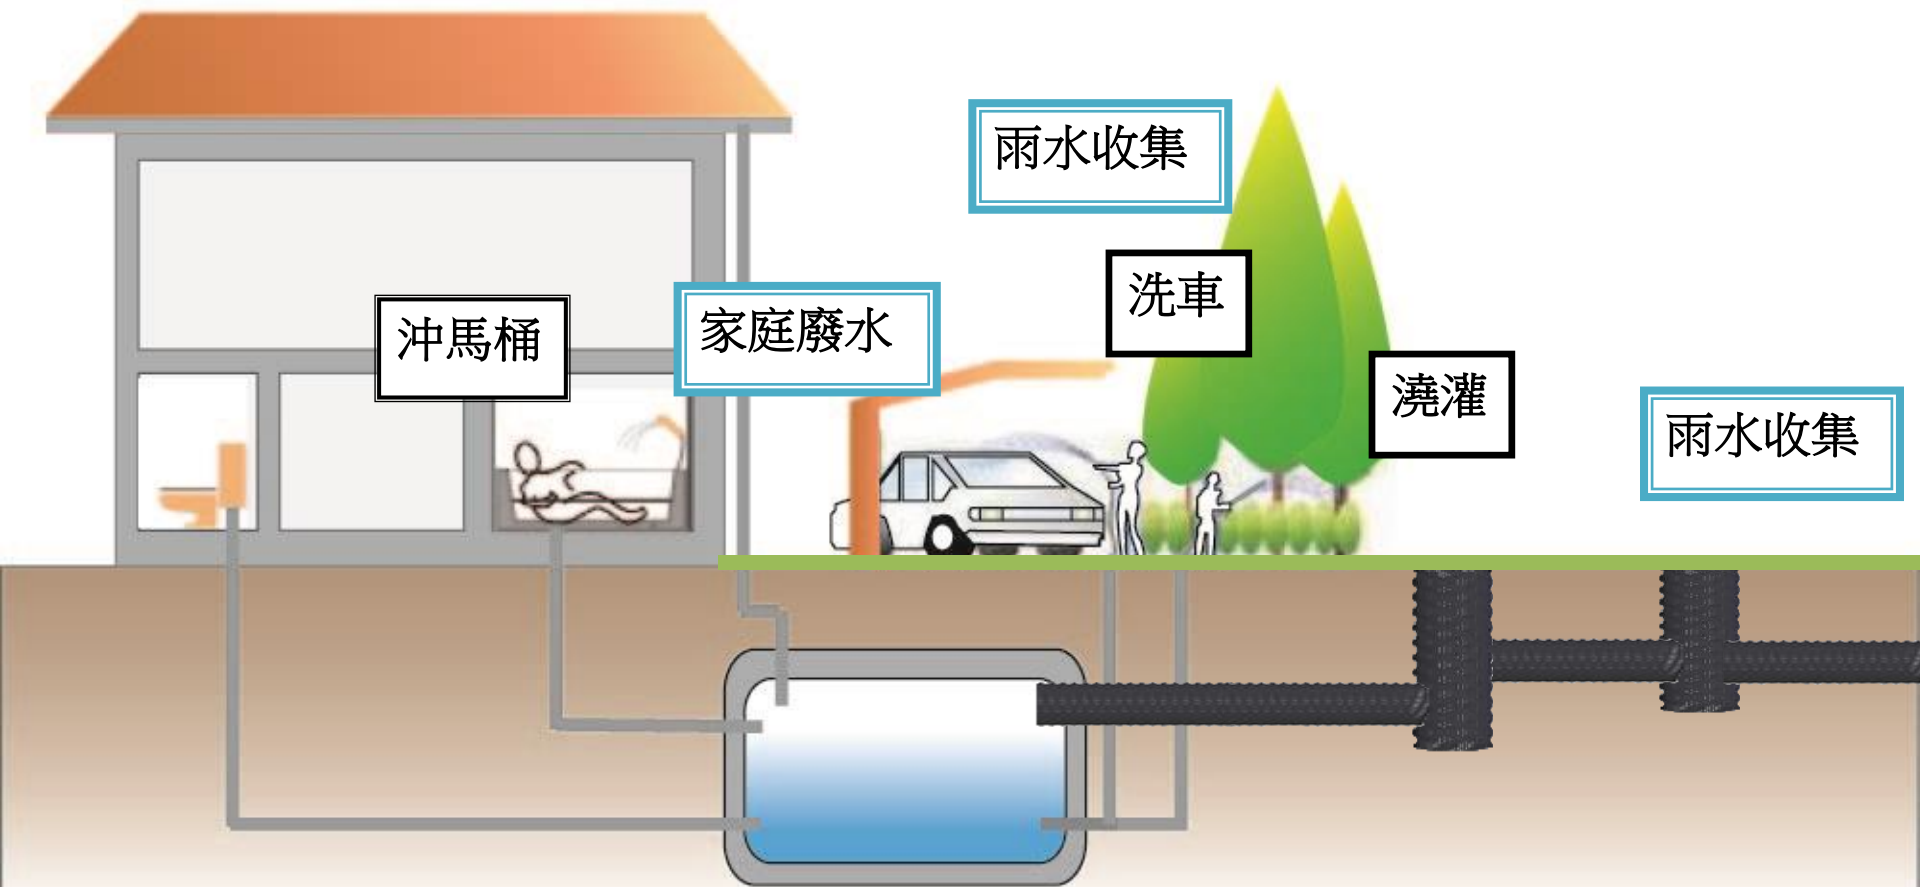 雨水收集
洗車
沖馬桶
家庭廢水
澆灌
雨水收集